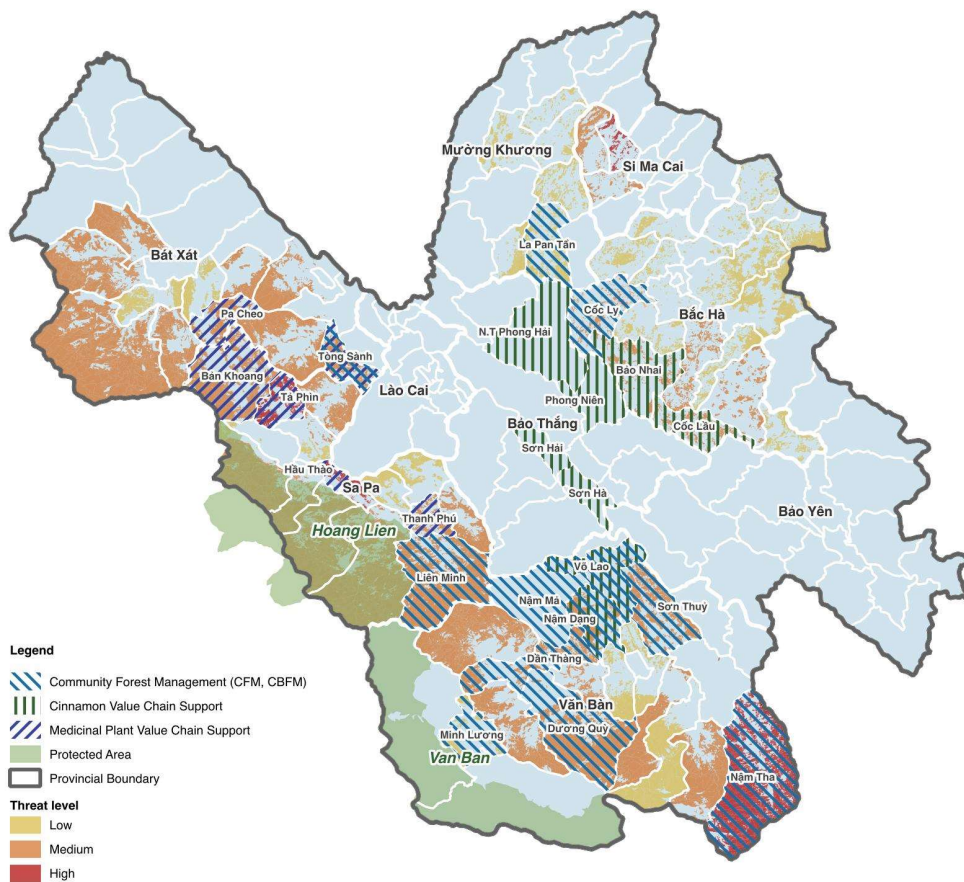 Mường Khương
Si Ma Cai
La Pan Tẩn
Bát Xát
Pa Cheo
Cốc Ly
Bắc Hà
N.T Phong Hải
Tòng Sành
Bản Khoang
Bảo Nhai
Lào Cai
Tả Phìn
Phong Niên
Bảo Thắng
Cốc Lầu
Sơn Hải
Hầu Thào
Sa Pa
Sơn Hà
Bảo Yên
Thanh Phú
Hoang Lien
Võ Lao
Liên Minh
Nậm Mả
Sơn Thuỷ
Nậm Dạng
Dần Thàng
Văn Bàn
Dương Quỳ
Minh Lương
Van Ban
Nậm Tha
Legend
Community Forest Management (CFM, CBFM)
Cinnamon Value Chain Support
Medicinal Plant Value Chain Support
Protected Area
Provincial Boundary
Threat level
Low
Medium
High